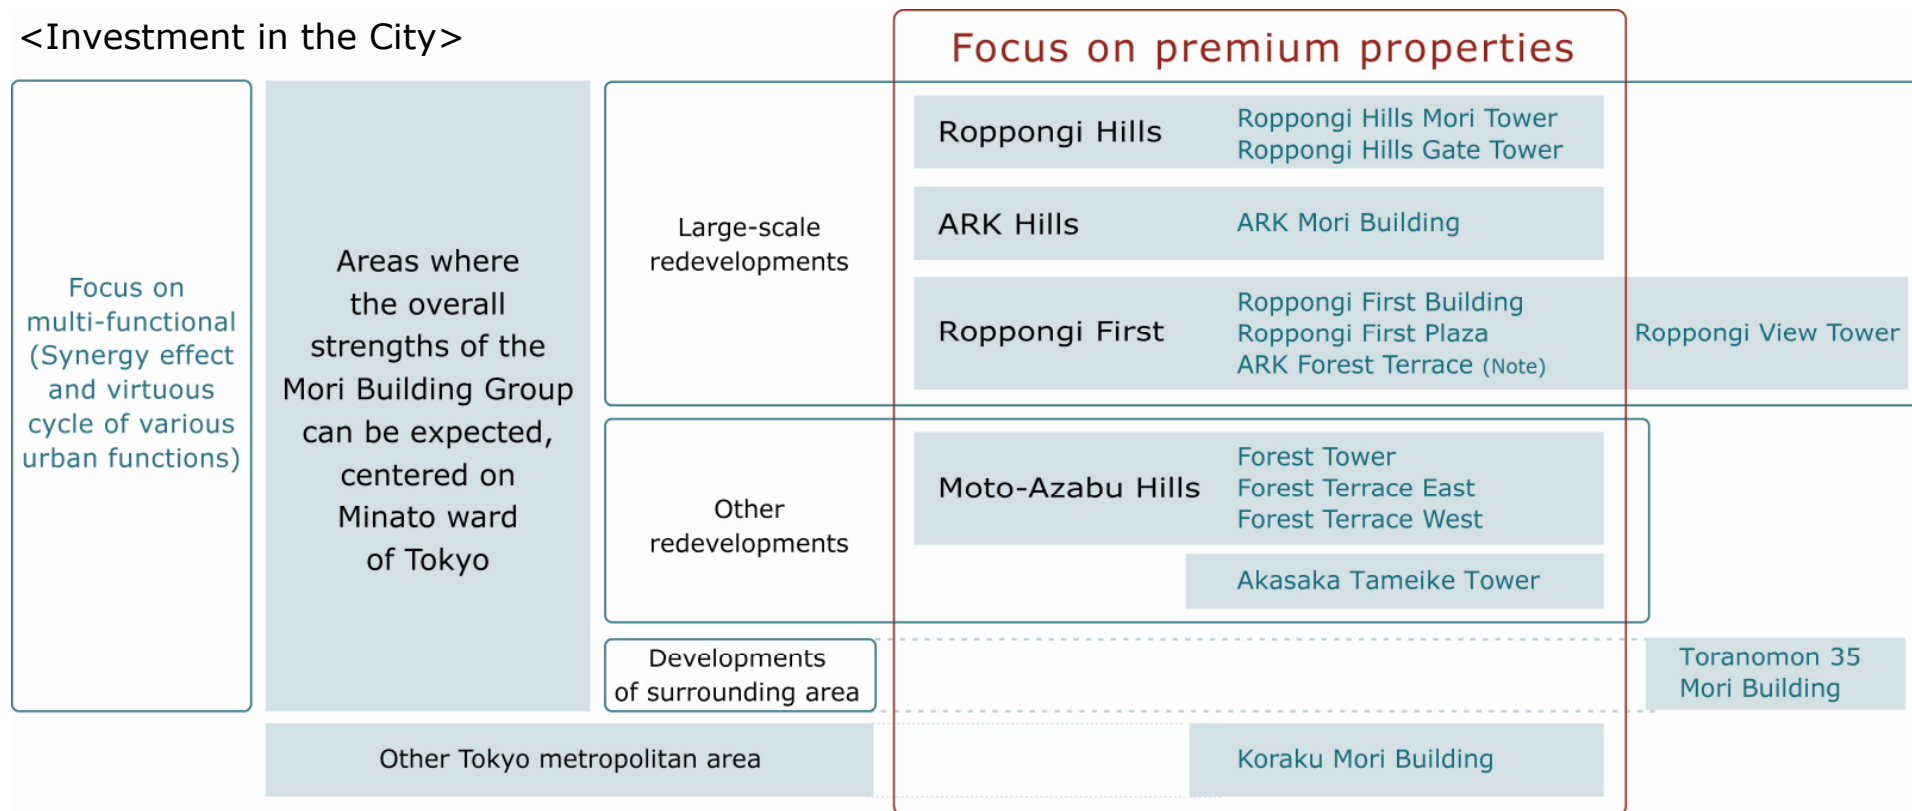 <Investment in the City>
Focus on premium properties
Focus on
multi-functional
(Synergy effect
and virtuous
cycle of various
urban functions)
Areas where
the overall
strengths of the
Mori Building Group
can be expected,
centered on
Minato ward
of Tokyo
Large-scale
redevelopments
Roppongi Hills
Roppongi Hills Mori Tower
Roppongi Hills Gate Tower
ARK Hills
ARK Mori Building
Roppongi First
Roppongi First Building
Roppongi First Plaza
ARK Forest Terrace (Note)
Roppongi View Tower
Other
redevelopments
Moto-Azabu Hills
Forest Tower
Forest Terrace East
Forest Terrace West
Akasaka Tameike Tower
Developments
of surrounding area
Toranomon 35
Mori Building
Other Tokyo metropolitan area
Koraku Mori Building